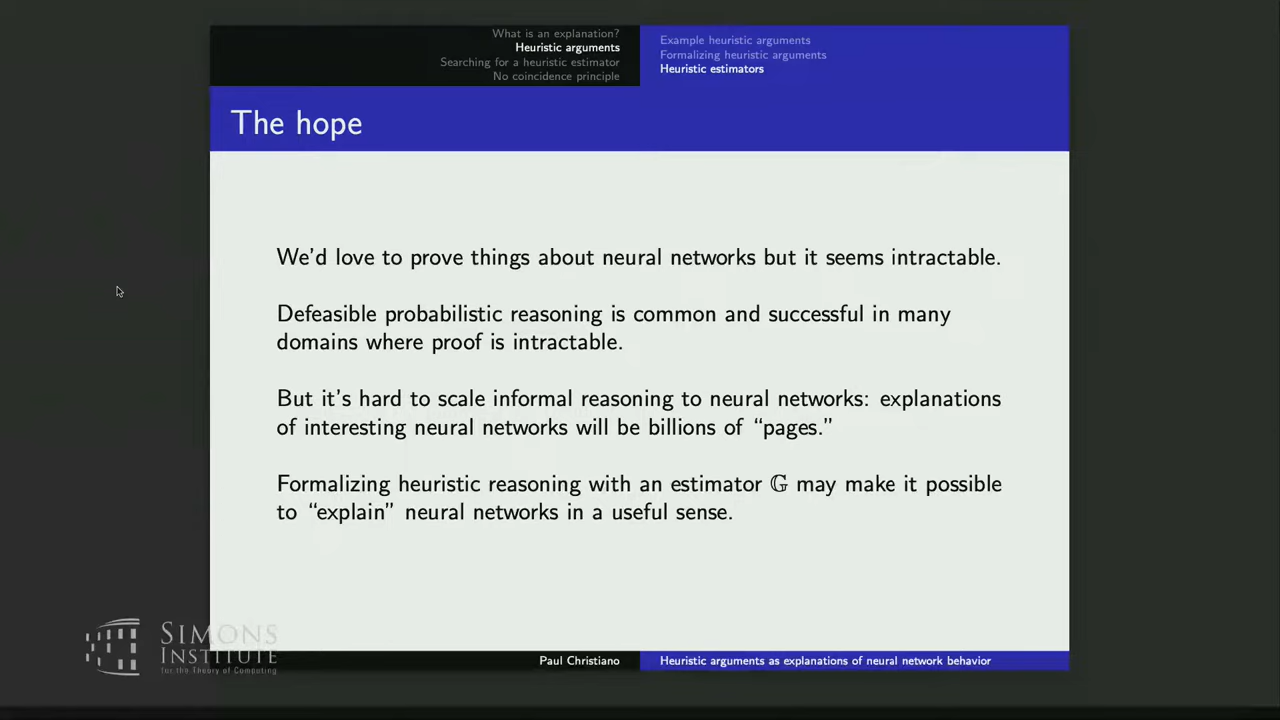 What is an explanation?
Heuristic arguments
Searching for a heuristic estimator
No coincidence principle
Example heuristic arguments
Formalizing heuristic arguments
Heuristic estimators
The hope
We'd love to prove things about neural networks but it seems intractable.
Defeasible probabilistic reasoning is common and successful in many
domains where proof is intractable.
But it's hard to scale informal reasoning to neural networks: explanations
of interesting neural networks will be billions of “pages.”
Formalizing heuristic reasoning with an estimator 𝔾 may make it possible
to “explain” neural networks in a useful sense.
SIMONS
INSTITUTE
for the Theory of Computing
Paul Christiano
Heuristic arguments as explanations of neural network behavior